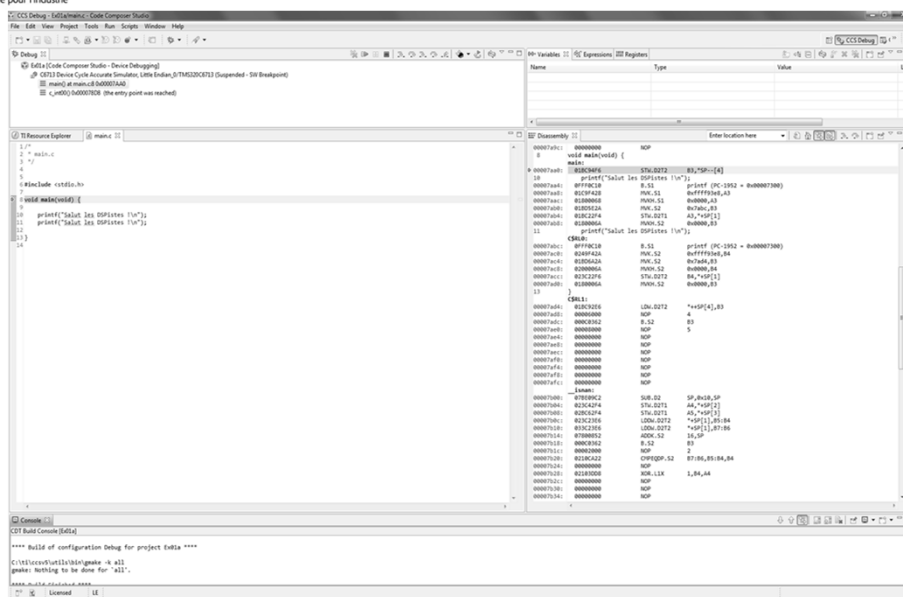 e pour l'industrie
CCS Debug - Ex01a/main.c - Code Composer Studio
File Edit View Project Tools Run Scripts Window Help
CCS Debug
Debug
Variables Expressions Registers
Ex01a [Code Composer Studio - Device Debugging]
C6713 Device Cycle Accurate Simulator, Little Endian_0/TMS320C6713 (Suspended - SW Breakpoint)
main() at main.c:8 0x00007AA0
c_int00() 0x000078D8 (the entry point was reached)
Name Type Value
TI Resource Explorer main.c
1 /*
2 * main.c
3 */
4
5
6 #include <stdio.h>
7
8 void main(void) {
9
10 printf("Salut les DSPistes !\n");
11 printf("Salut les DSPistes !\n");
12
13 }
14
Disassembly Enter location here
00007a9c: 00000000 NOP
8 void main(void) {
main:
00007aa0: 01BC94F6 STW.D2T2 B3,*SP--[4]
10 printf("Salut les DSPistes !\n");
00007aa4: 0FFF0C10 B.S1 printf (PC-1952 = 0x00007300)
00007aa8: 01C9F428 MVK.S1 0xffff93e8,A3
00007aac: 01800068 MVKH.S1 0x0000,A3
00007ab0: 01BD5E2A MVK.S2 0x7abc,B3
00007ab4: 01BC22F4 STW.D2T1 A3,*+SP[1]
00007ab8: 0180006A MVKH.S2 0x0000,B3
11 printf("Salut les DSPistes !\n");
C$RL0:
00007abc: 0FFF0C10 B.S1 printf (PC-1952 = 0x00007300)
00007ac0: 0249F42A MVK.S2 0xffff93e8,B4
00007ac4: 01BD6A2A MVK.S2 0x7ad4,B3
00007ac8: 0200006A MVKH.S2 0x0000,B4
00007acc: 023C22F6 STW.D2T2 B4,*+SP[1]
00007ad0: 0180006A MVKH.S2 0x0000,B3
13 }
C$RL1:
00007ad4: 01BC92E6 LDW.D2T2 *++SP[4],B3
00007ad8: 00006000 NOP 4
00007adc: 000C0362 B.S2 B3
00007ae0: 00008000 NOP 5
00007ae4: 00000000 NOP
00007ae8: 00000000 NOP
00007aec: 00000000 NOP
00007af0: 00000000 NOP
00007af4: 00000000 NOP
00007af8: 00000000 NOP
00007afc: 00000000 NOP
__isnan:
00007b00: 07BE09C2 SUB.D2 SP,0x10,SP
00007b04: 023C42F4 STW.D2T1 A4,*+SP[2]
00007b08: 02BC62F4 STW.D2T1 A5,*+SP[3]
00007b0c: 023C23E6 LDDW.D2T2 *+SP[1],B5:B4
00007b10: 033C23E6 LDDW.D2T2 *+SP[1],B7:B6
00007b14: 07800852 ADDK.S2 16,SP
00007b18: 000C0362 B.S2 B3
00007b1c: 00002000 NOP 2
00007b20: 0210CA22 CMPEQDP.S2 B7:B6,B5:B4,B4
00007b24: 00000000 NOP
00007b28: 02103DD8 XOR.L1X 1,B4,A4
00007b2c: 00000000 NOP
00007b30: 00000000 NOP
00007b34: 00000000 NOP
Console
CDT Build Console [Ex01a]
**** Build of configuration Debug for project Ex01a ****
C:\ti\ccsv5\utils\bin\gmake -k all
gmake: Nothing to be done for 'all'.
**** Build Finished ****
Licensed LE